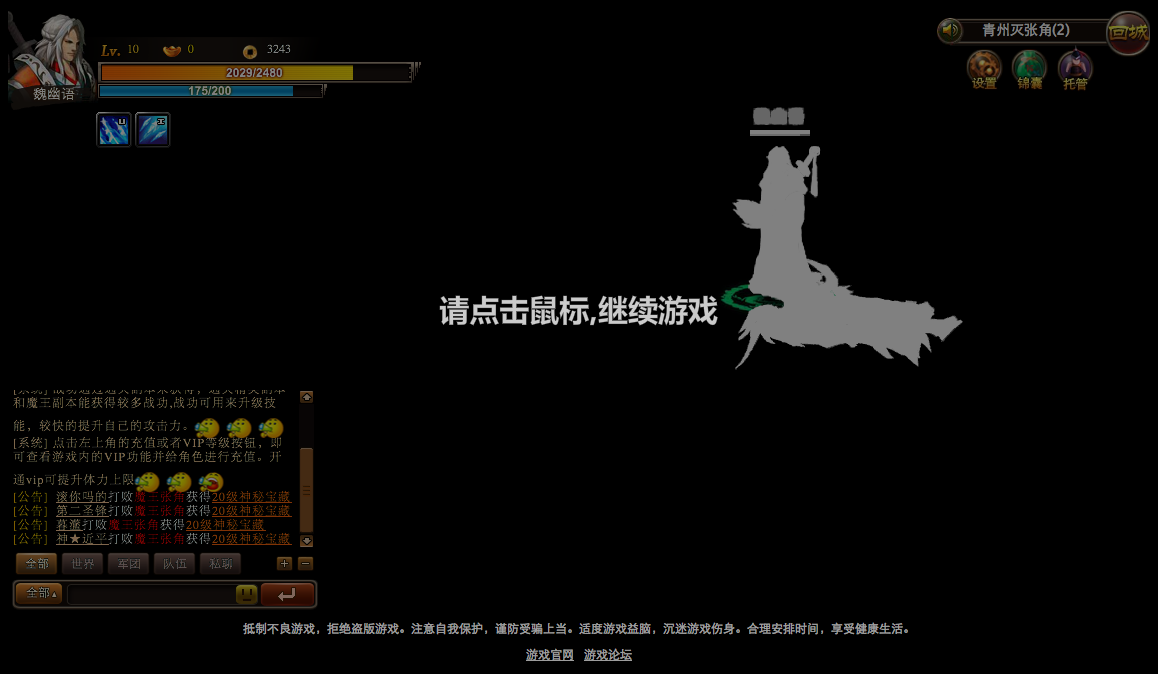 Lv. 10
0
3243
2029/2480
175/200
魏幽语
青州灭张角(2)
回城
设置
锦囊
托管
请点击鼠标,继续游戏
和魔王副本能获得较多战功,战功可用来升级技
能，较快的提升自己的攻击力。
[系统] 点击左上角的充值或者VIP等级按钮，即
可查看游戏内的VIP功能并给角色进行充值。开
通vip可提升体力上限
[公告] 滚你吗的打败魔王张角获得20级神秘宝藏
[公告] 第二圣锋打败魔王张角获得20级神秘宝藏
[公告] 暮蓥打败魔王张角获得20级神秘宝藏
[公告] 神★近平打败魔王张角获得20级神秘宝藏
全部 世界 军团 队伍 私聊
全部
抵制不良游戏，拒绝盗版游戏。注意自我保护，谨防受骗上当。适度游戏益脑，沉迷游戏伤身。合理安排时间，享受健康生活。
游戏官网 游戏论坛